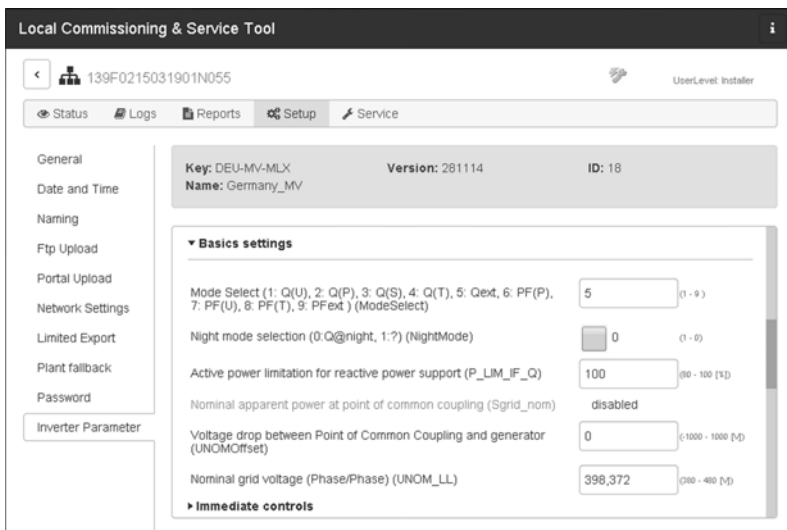 Local Commissioning & Service Tool
i
139F0215031901N055
UserLevel: Installer
Status
Logs
Reports
Setup
Service
General
Date and Time
Naming
Ftp Upload
Portal Upload
Network Settings
Limited Export
Plant fallback
Password
Inverter Parameter
Key: DEU-MV-MLX
Version: 281114
ID: 18
Name: Germany_MV
Basics settings
Mode Select (1: Q(U), 2: Q(P), 3: Q(S), 4: Q(T), 5: Qext, 6: PF(P),
7: PF(U), 8: PF(T), 9: PFext ) (ModeSelect)
5
(1 - 9 )
Night mode selection (0:Q@night, 1:?) (NightMode)
0
(1 - 0)
Active power limitation for reactive power support (P_LIM_IF_Q)
100
(80 - 100 [%])
Nominal apparent power at point of common coupling (Sgrid_nom)
disabled
Voltage drop between Point of Common Coupling and generator
(UNOMOffset)
0
(-1000 - 1000 [V])
Nominal grid voltage (Phase/Phase) (UNOM_LL)
398,372
(380 - 480 [V])
Immediate controls